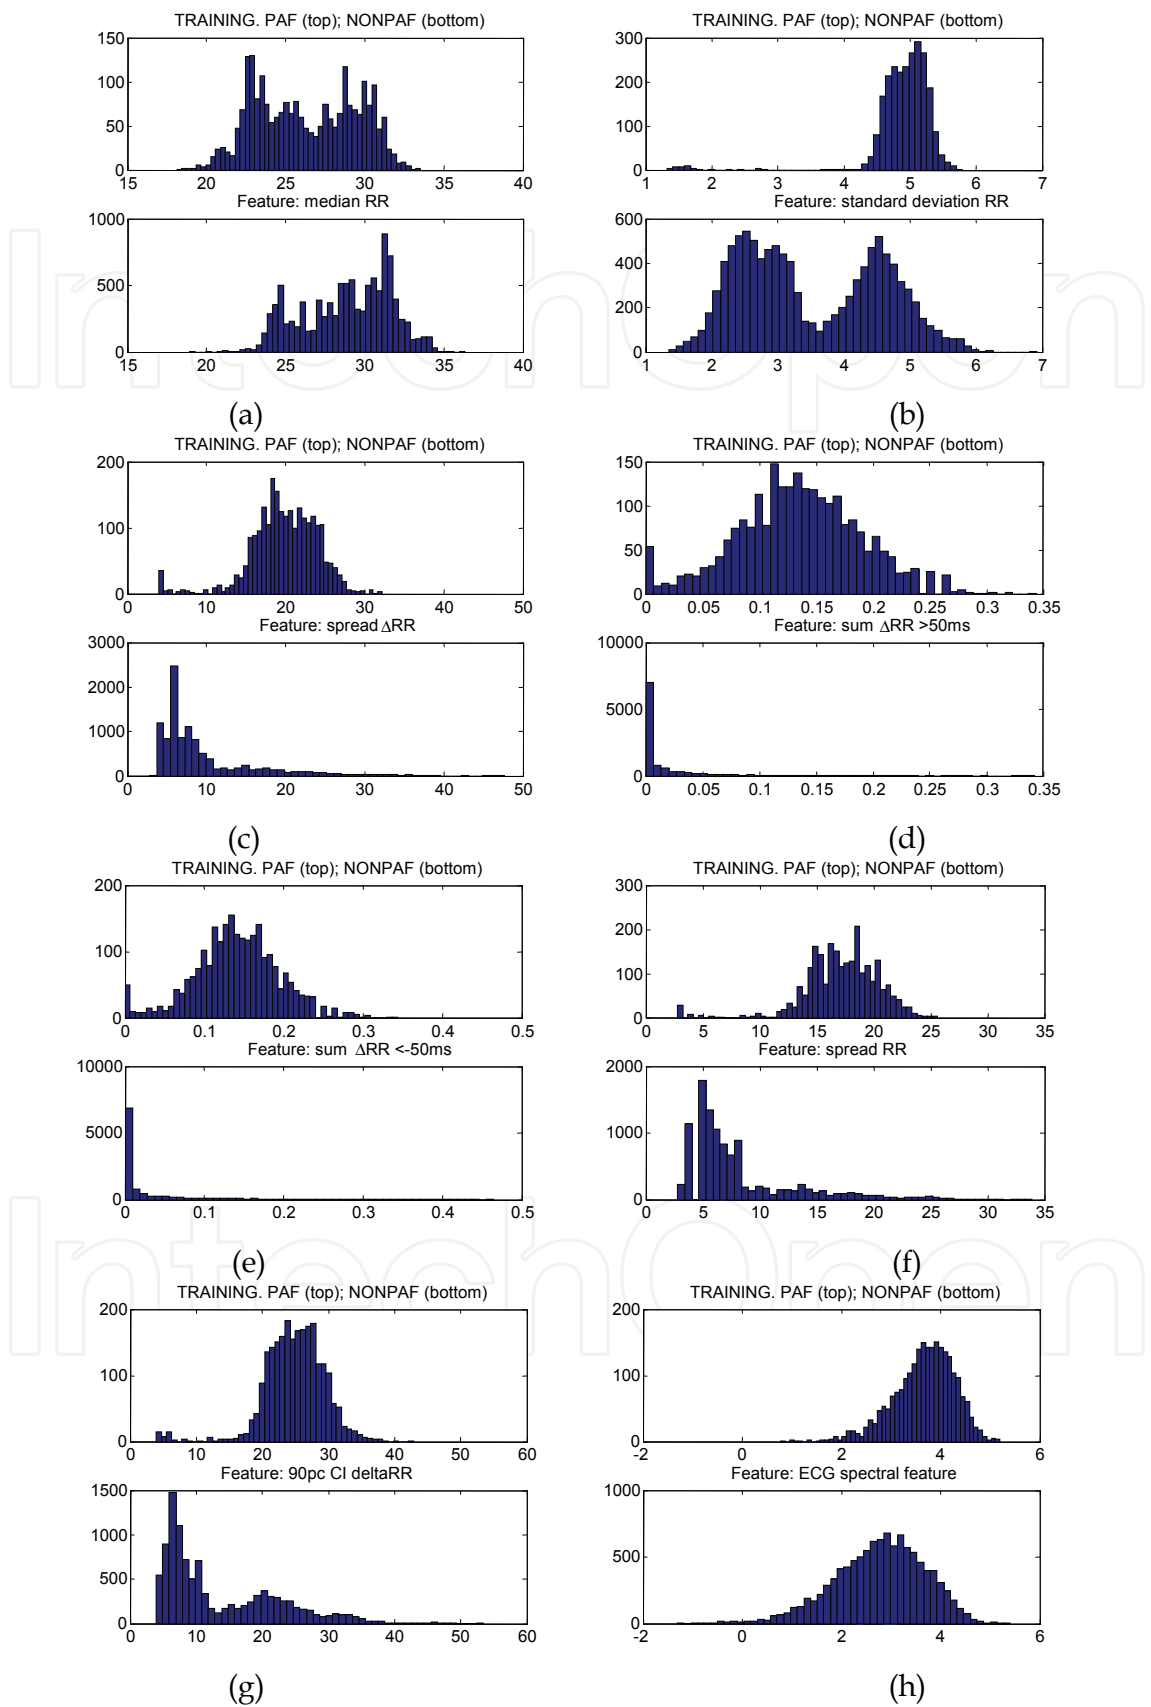 TRAINING. PAF (top); NONPAF (bottom)
150
100
50
0
15 20 25 30 35 40
Feature: median RR
1000
500
0
15 20 25 30 35 40
(a)
TRAINING. PAF (top); NONPAF (bottom)
300
200
100
0
1 2 3 4 5 6 7
Feature: standard deviation RR
600
400
200
0
1 2 3 4 5 6 7
(b)
TRAINING. PAF (top); NONPAF (bottom)
200
100
0
0 10 20 30 40 50
Feature: spread ΔRR
3000
2000
1000
0
0 10 20 30 40 50
(c)
TRAINING. PAF (top); NONPAF (bottom)
150
100
50
0
0 0.05 0.1 0.15 0.2 0.25 0.3 0.35
Feature: sum ΔRR >50ms
10000
5000
0
0 0.05 0.1 0.15 0.2 0.25 0.3 0.35
(d)
TRAINING. PAF (top); NONPAF (bottom)
200
100
0
0 0.1 0.2 0.3 0.4 0.5
Feature: sum ΔRR <-50ms
10000
5000
0
0 0.1 0.2 0.3 0.4 0.5
(e)
TRAINING. PAF (top); NONPAF (bottom)
300
200
100
0
0 5 10 15 20 25 30 35
Feature: spread RR
2000
1000
0
0 5 10 15 20 25 30 35
(f)
TRAINING. PAF (top); NONPAF (bottom)
200
100
0
0 10 20 30 40 50 60
Feature: 90pc CI deltaRR
1500
1000
500
0
0 10 20 30 40 50 60
(g)
TRAINING. PAF (top); NONPAF (bottom)
200
100
0
-2 0 2 4 6
Feature: ECG spectral feature
1000
500
0
-2 0 2 4 6
(h)
IntechOpen
IntechOpen